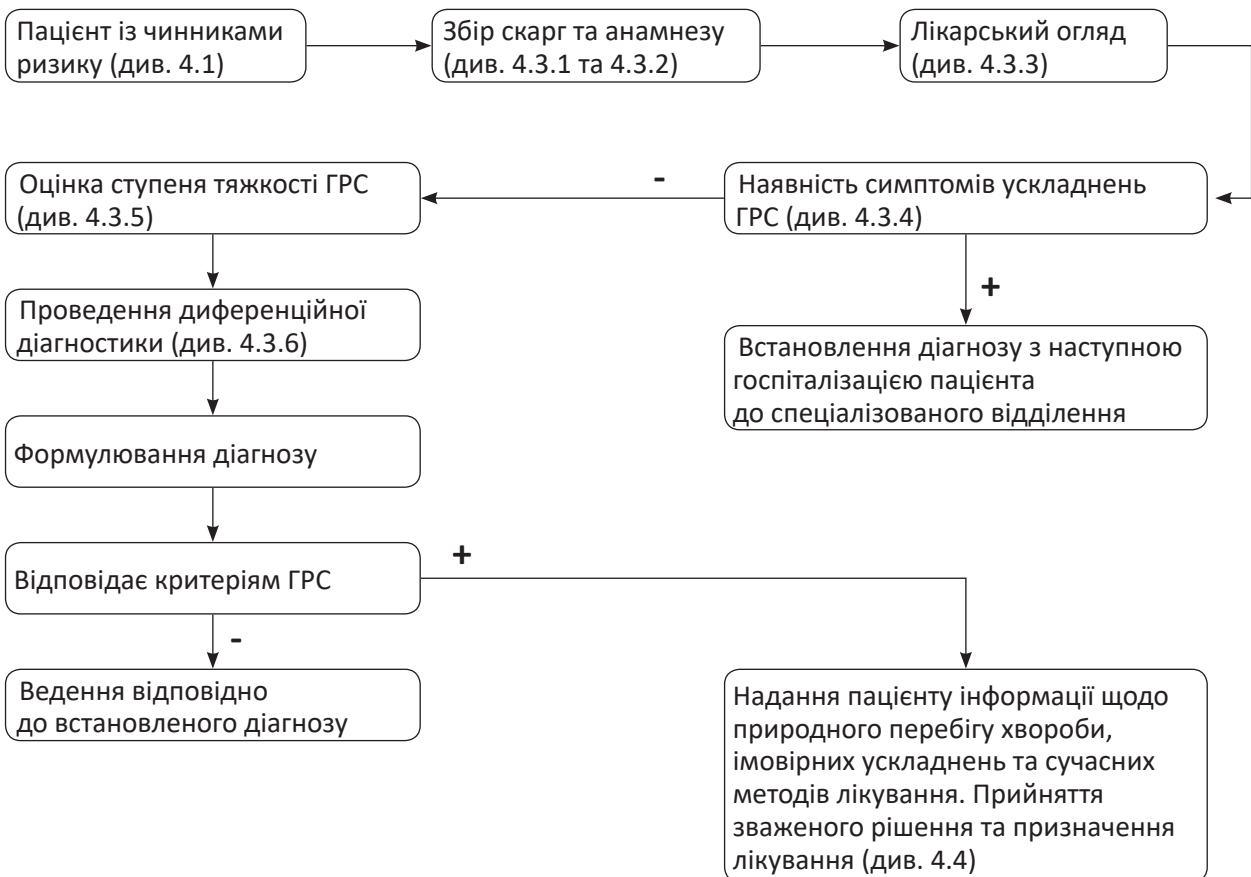 Пацієнт із чинниками
ризику (див. 4.1)
Збір скарг та анамнезу
(див. 4.3.1 та 4.3.2)
Лікарський огляд
(див. 4.3.3)
Оцінка ступеня тяжкості ГРС
(див. 4.3.5)
-
Наявність симптомів ускладнень
ГРС (див. 4.3.4)
+
Проведення диференційної
діагностики (див. 4.3.6)
Встановлення діагнозу з наступною
госпіталізацією пацієнта
до спеціалізованого відділення
Формулювання діагнозу
Відповідає критеріям ГРС
+
-
Ведення відповідно
до встановленого діагнозу
Надання пацієнту інформації щодо
природного перебігу хвороби,
імовірних ускладнень та сучасних
методів лікування. Прийняття
зваженого рішення та призначення
лікування (див. 4.4)